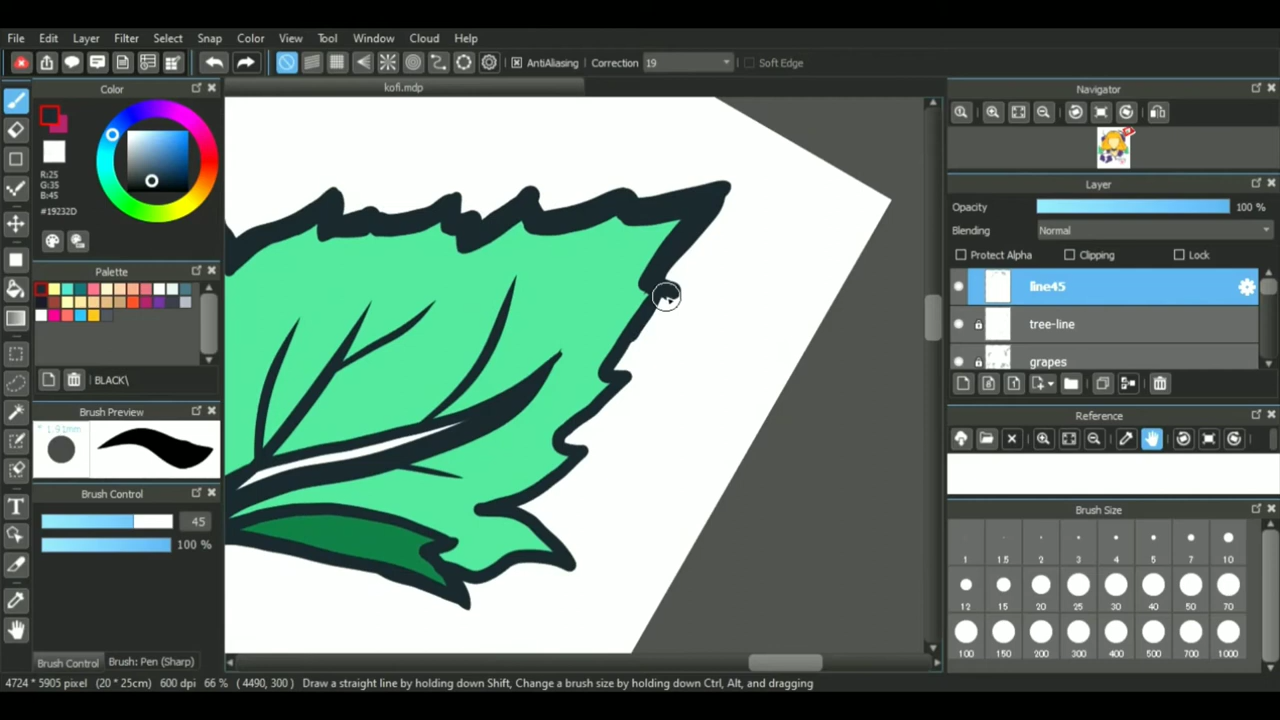 File Edit Layer Filter Select Snap Color View Tool Window Cloud Help
AntiAliasing Correction 19 Soft Edge
Color
R:25
G:35
B:45
#19232D
Palette
BLACK\
Brush Preview
* 1.91mm
Brush Control
45
100 %
Brush Control Brush: Pen (Sharp)
kofi.mdp
Navigator
Layer
Opacity 100 %
Blending Normal
Protect Alpha Clipping Lock
line45
tree-line
grapes
Reference
Brush Size
1 1.5 2 3 4 5 7 10
12 15 20 25 30 40 50 70
100 150 200 300 400 500 700 1000
4724 * 5905 pixel (20 * 25cm) 600 dpi 66 % ( 4490, 300 ) Draw a straight line by holding down Shift, Change a brush size by holding down Ctrl, Alt, and dragging